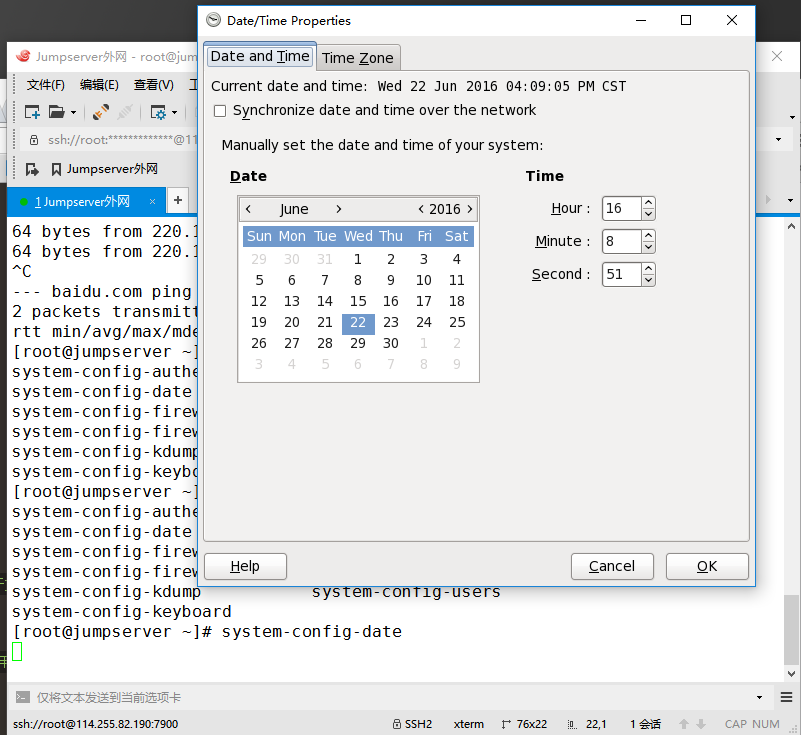 Date/Time Properties
Jumpserver外网 - root@jum
文件(F) 编辑(E) 查看(V)
ssh://root:*************@11
Jumpserver外网
1 Jumpserver外网 × +
Date and Time Time Zone
Current date and time: Wed 22 Jun 2016 04:09:05 PM CST
Synchronize date and time over the network
Manually set the date and time of your system:
Date
< June > < 2016 >
Sun Mon Tue Wed Thu Fri Sat
29 30 31 1 2 3 4
5 6 7 8 9 10 11
12 13 14 15 16 17 18
19 20 21 22 23 24 25
26 27 28 29 30 1 2
3 4 5 6 7 8 9
Time
Hour : 16
Minute : 8
Second : 51
Help Cancel OK
64 bytes from 220.1
64 bytes from 220.1
^C
--- baidu.com ping
2 packets transmitt
rtt min/avg/max/mde
[root@jumpserver ~]
system-config-authe
system-config-date
system-config-firew
system-config-firew
system-config-kdump
system-config-keybo
[root@jumpserver ~]
system-config-authe
system-config-date
system-config-firew
system-config-firew
system-config-kdump system-config-users
system-config-keyboard
[root@jumpserver ~]# system-config-date
仅将文本发送到当前选项卡
ssh://root@114.255.82.190:7900 SSH2 xterm 76x22 22,1 1 会话 CAP NUM